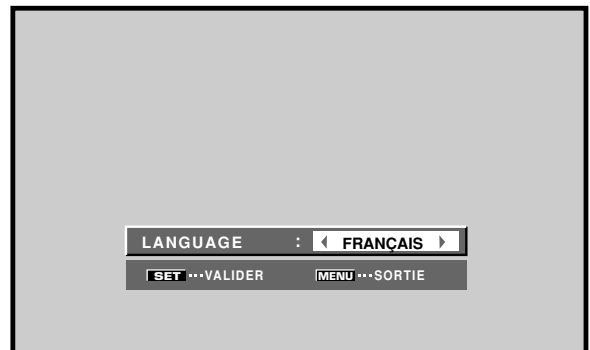 LANGUAGE : FRANÇAIS
SET ···VALIDER MENU ···SORTIE